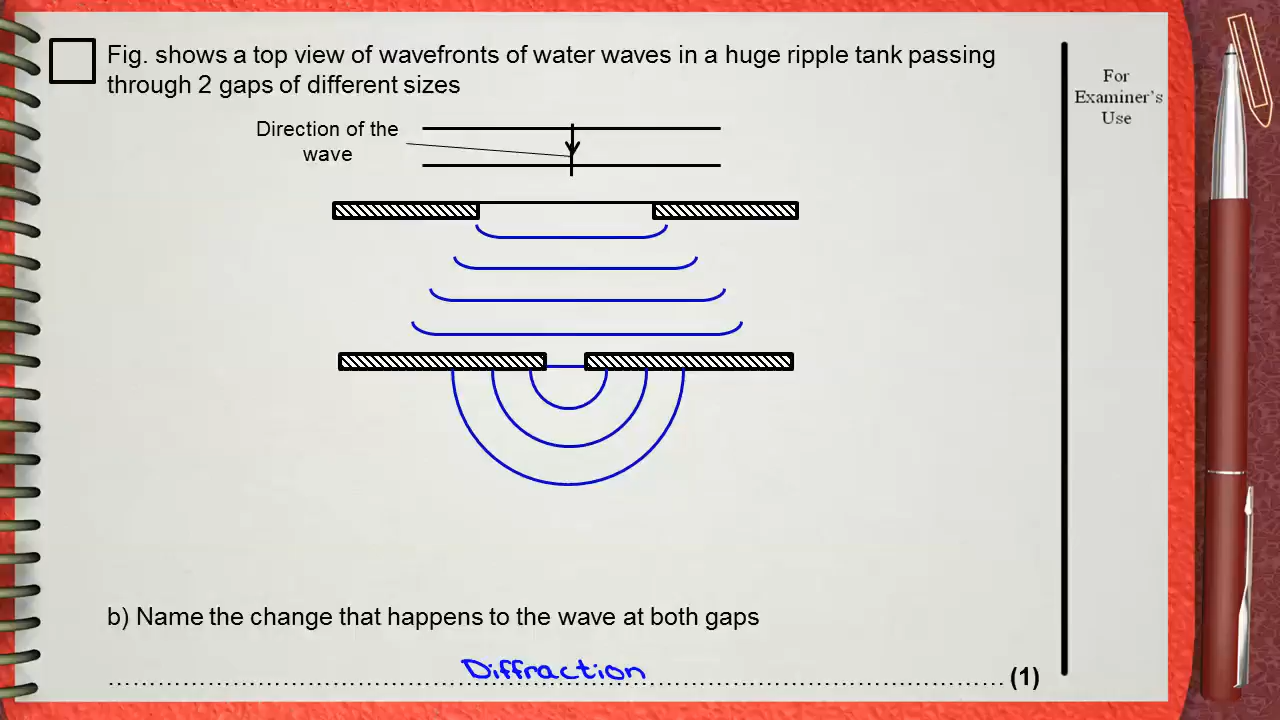 Fig. shows a top view of wavefronts of water waves in a huge ripple tank passing
through 2 gaps of different sizes
For
Examiner's
Use
Direction of the
wave
b) Name the change that happens to the wave at both gaps
Diffraction
(1)